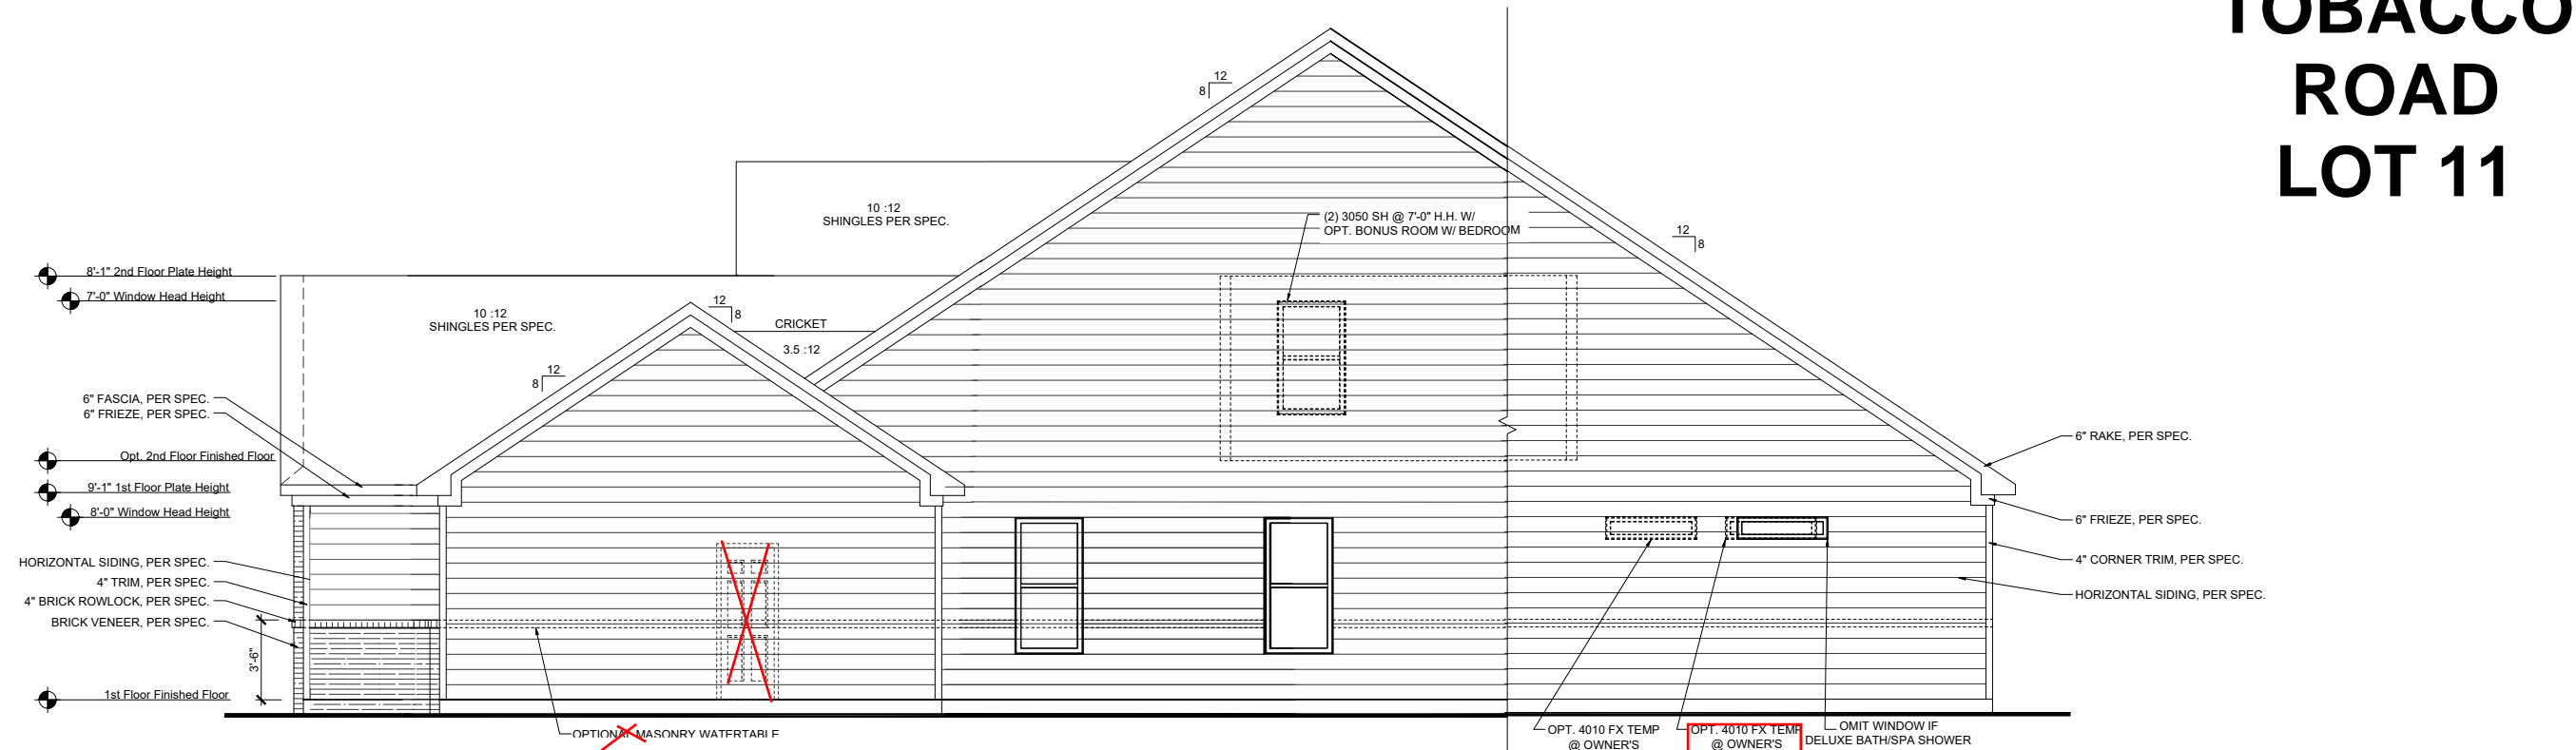 TOBACCO
ROAD
LOT 11
12
8
10 :12
SHINGLES PER SPEC.
(2) 3050 SH @ 7'-0" H.H. W/
OPT. BONUS ROOM W/ BEDROOM
12
8
8'-1" 2nd Floor Plate Height
7'-0" Window Head Height
10 :12
SHINGLES PER SPEC.
12
8
CRICKET
3.5 :12
12
8
6" FASCIA, PER SPEC.
6" FRIEZE, PER SPEC.
Opt. 2nd Floor Finished Floor
9'-1" 1st Floor Plate Height
8'-0" Window Head Height
6" RAKE, PER SPEC.
6" FRIEZE, PER SPEC.
4" CORNER TRIM, PER SPEC.
HORIZONTAL SIDING, PER SPEC.
HORIZONTAL SIDING, PER SPEC.
4" TRIM, PER SPEC.
4" BRICK ROWLOCK, PER SPEC.
BRICK VENEER, PER SPEC.
3'-6"
1st Floor Finished Floor
OPTIONAL MASONRY WATERTABLE
OPT. 4010 FX TEMP
@ OWNER'S
OPT. 4010 FX TEMP
@ OWNER'S
OMIT WINDOW IF
DELUXE BATH/SPA SHOWER